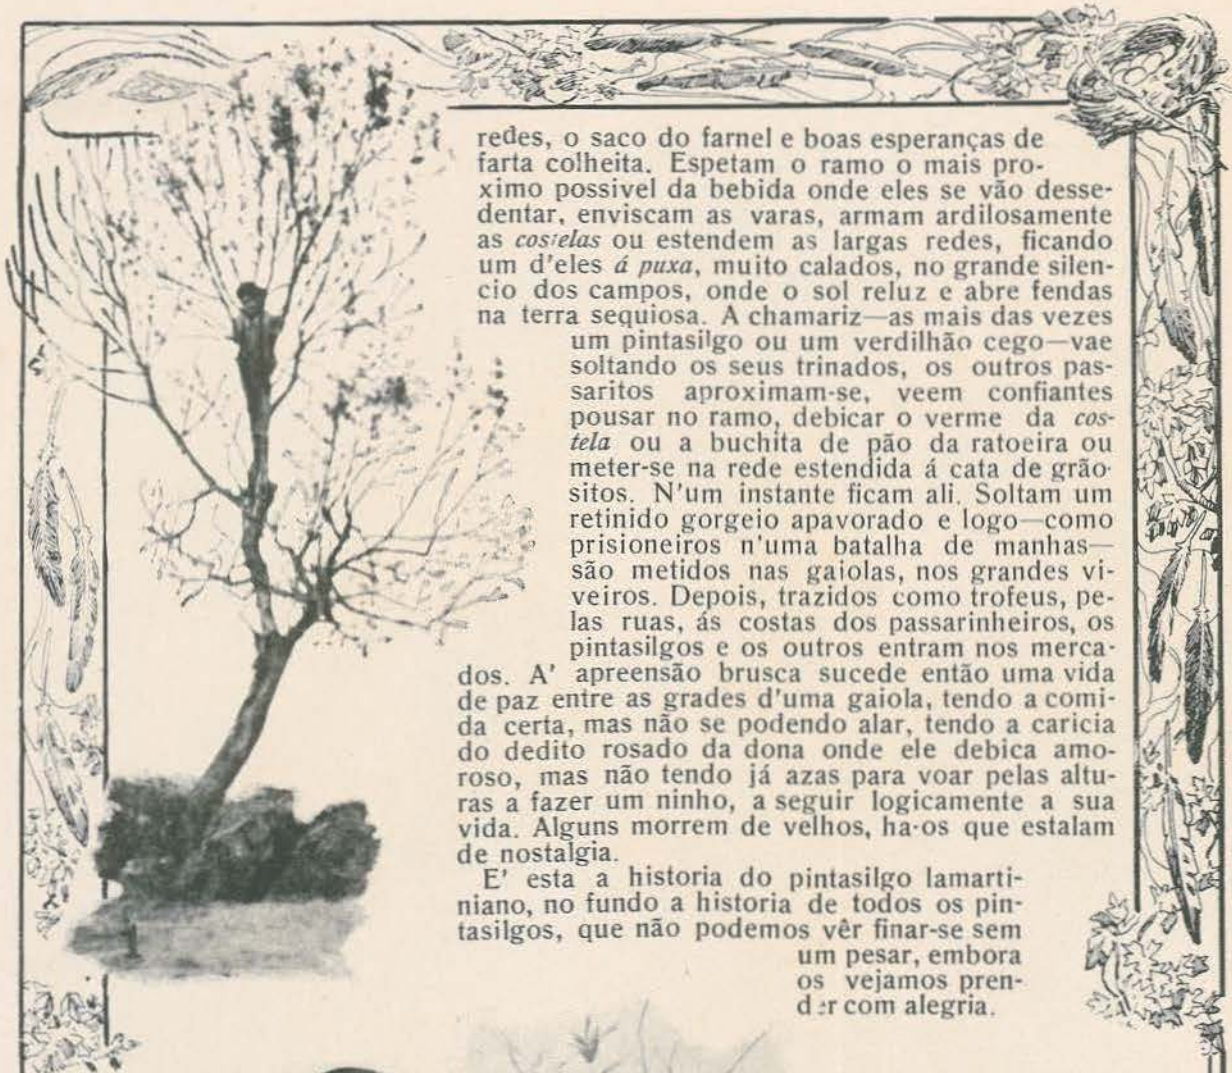 redes, o saco do farnel e boas esperanças de
farta colheita. Espetam o ramo o mais pro-
ximo possivel da bebida onde eles se vão desse-
dentar, enviscam as varas, armam ardilosamente
as costelas ou estendem as largas redes, ficando
um d'eles á puxa, muito calados, no grande silen-
cio dos campos, onde o sol reluz e abre fendas
na terra sequiosa. A chamariz—as mais das vezes
um pintasilgo ou um verdilhão cego—vae
soltando os seus trinados, os outros pas-
saritos aproximam-se, veem confiantes
pousar no ramo, debicar o verme da cos-
tela ou a buchita de pão da ratoeira ou
meter-se na rede estendida á cata de grão-
sitos. N'um instante ficam ali. Soltam um
retinido gorgeio apavorado e logo—como
prisioneiros n'uma batalha de manhas—
são metidos nas gaiolas, nos grandes vi-
veiros. Depois, trazidos como trofeus, pe-
las ruas, ás costas dos passarinheiros, os
pintasilgos e os outros entram nos merca-
dos. A' apreensão brusca sucede então uma vida
de paz entre as grades d'uma gaiola, tendo a comi-
da certa, mas não se podendo alar, tendo a caricia
do dedito rosado da dona onde ele debica amo-
roso, mas não tendo já azas para voar pelas altu-
ras a fazer um ninho, a seguir logicamente a sua
vida. Alguns morrem de velhos, ha-os que estalam
de nostalgia.
E' esta a historia do pintasilgo lamarti-
niano, no fundo a historia de todos os pin-
tasilgos, que não podemos vêr finar-se sem
um pesar, embora
os vejamos pren-
der com alegria.